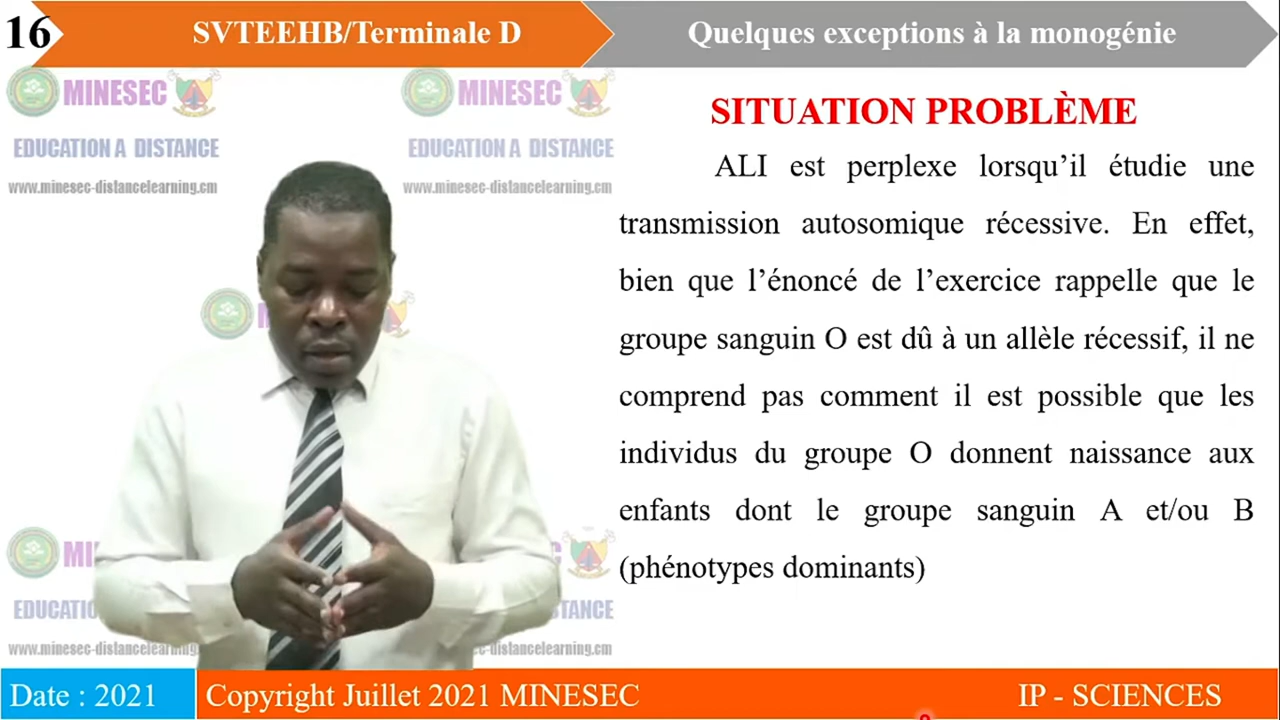 16
SVTEEHB/Terminale D
Quelques exceptions à la monogénie
MINESEC
EDUCATION A DISTANCE
www.minesec-distancelearning.cm
MINESEC
EDUCATION A DISTANCE
www.minesec-distancelearning.cm
SITUATION PROBLÈME
ALI est perplexe lorsqu’il étudie une
transmission autosomique récessive. En effet,
bien que l’énoncé de l’exercice rappelle que le
groupe sanguin O est dû à un allèle récessif, il ne
comprend pas comment il est possible que les
individus du groupe O donnent naissance aux
enfants dont le groupe sanguin A et/ou B
(phénotypes dominants)
Date : 2021
Copyright Juillet 2021 MINESEC
IP - SCIENCES